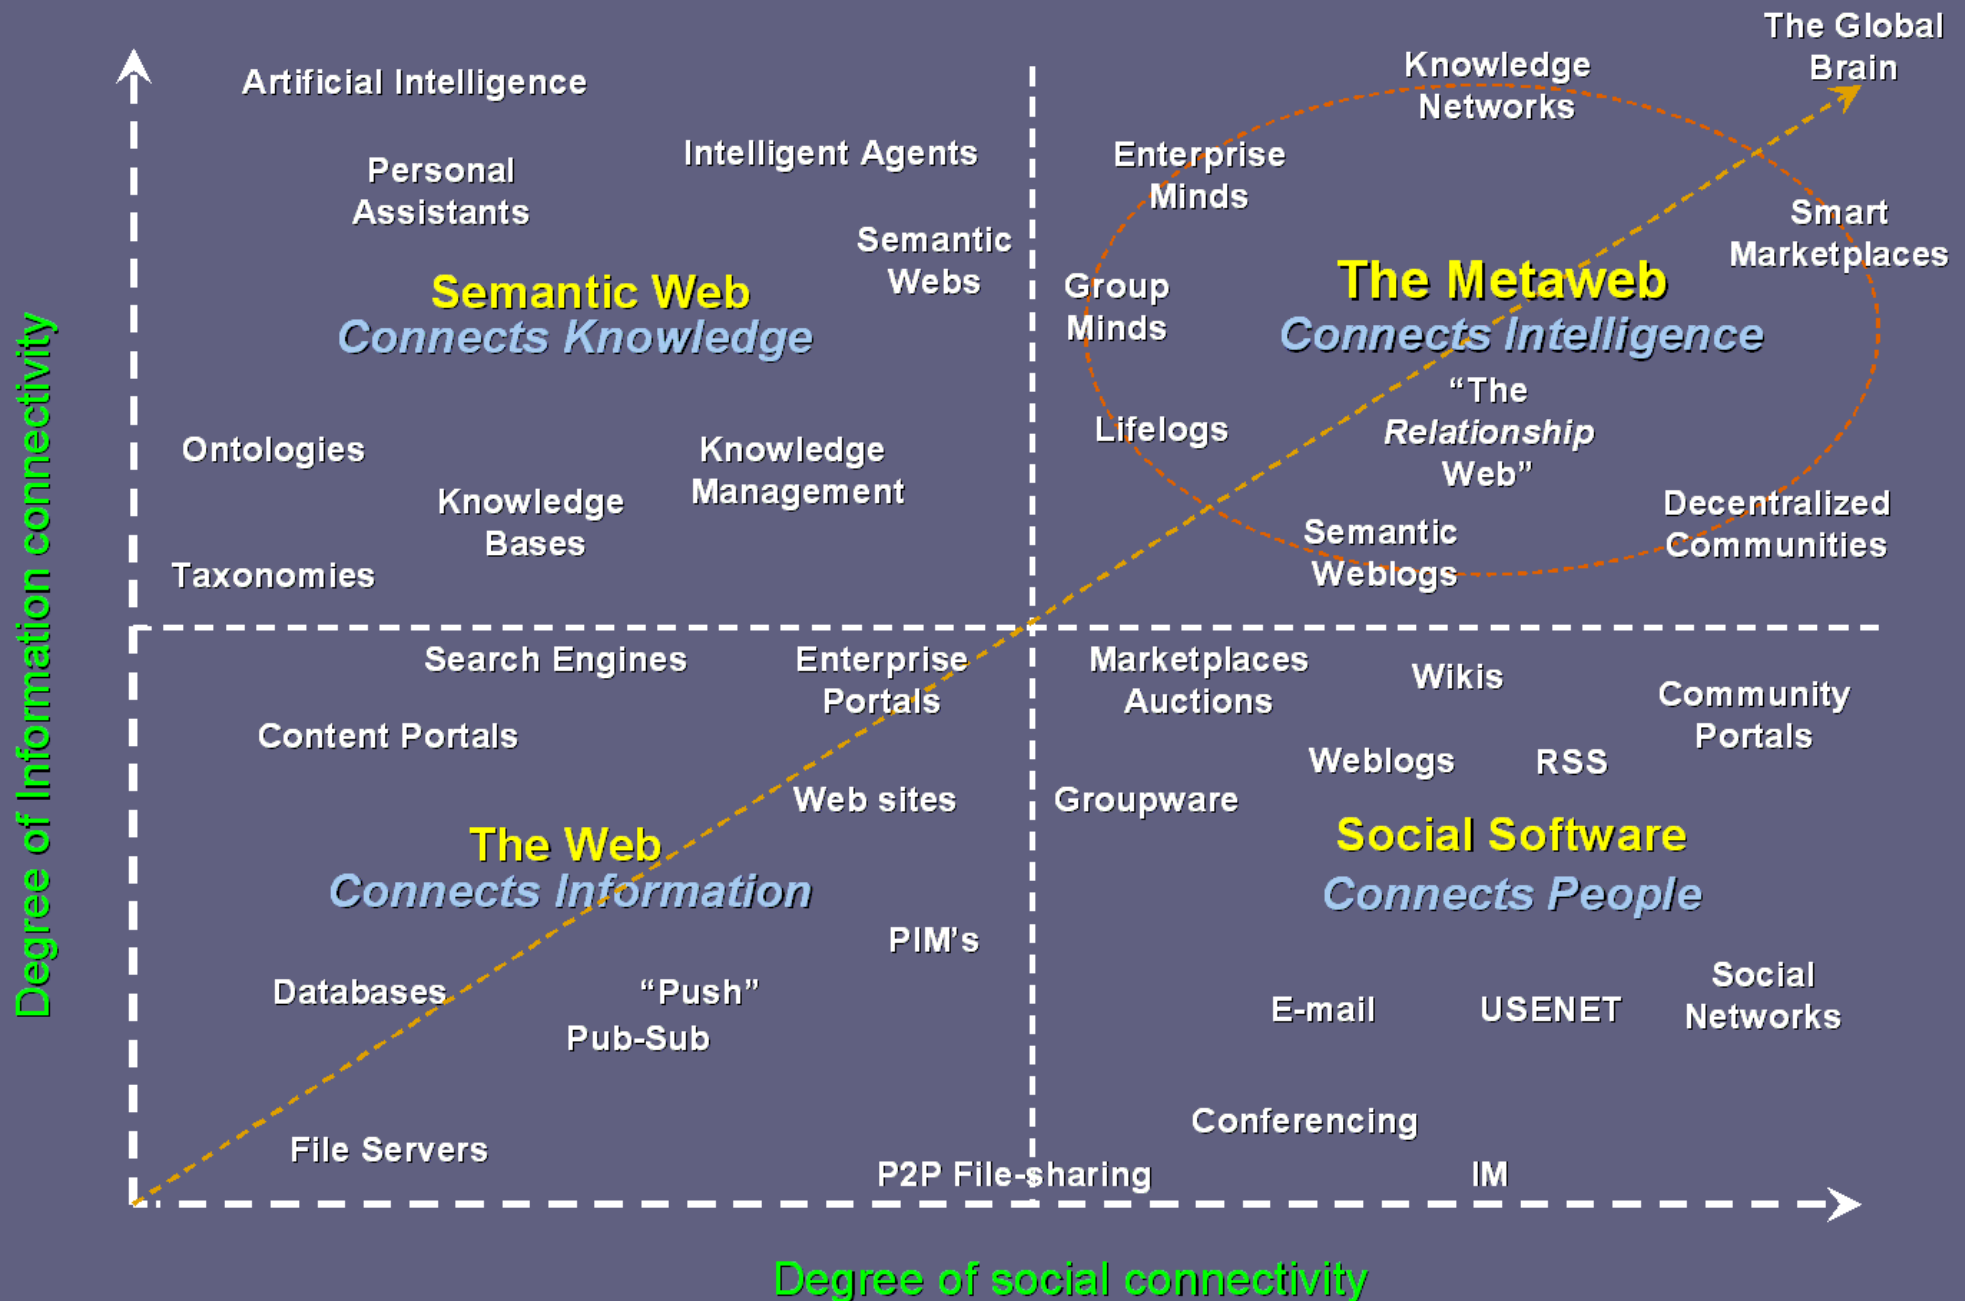 The Global
Brain
Artificial Intelligence
Knowledge
Networks
Personal
Assistants
Intelligent Agents
Enterprise
Minds
Semantic
Webs
Smart
Marketplaces
Semantic Web
Connects Knowledge
Group
Minds
The Metaweb
Connects Intelligence
“The
Relationship
Web”
Lifelogs
Ontologies
Knowledge
Bases
Knowledge
Management
Taxonomies
Semantic
Weblogs
Decentralized
Communities
Degree of Information connectivity
Search Engines
Enterprise
Portals
Content Portals
Web sites
The Web
Connects Information
PIM’s
Databases
“Push”
Pub-Sub
File Servers
P2P File-sharing
Marketplaces
Auctions
Wikis
Community
Portals
Weblogs
RSS
Groupware
Social Software
Connects People
E-mail
USENET
Social
Networks
Conferencing
IM
Degree of social connectivity